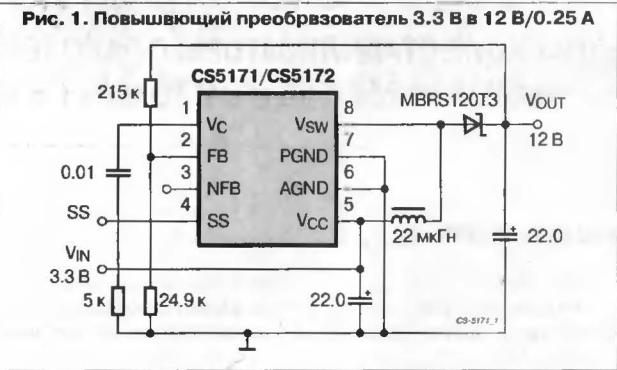 Рис. 1. Повышвющий преобрвзователь 3.3 В в 12 В/0.25 А
CS5171/CS5172
215 к
MBRS120T3
VOUT
12 В
1
VC
VSW
8
2
FB
PGND
7
3
NFB
AGND
6
4
SS
VCC
5
0.01
SS
22 мкГн
22.0
VIN
3.3 В
5 к
24.9 к
22.0
CS-5171_1